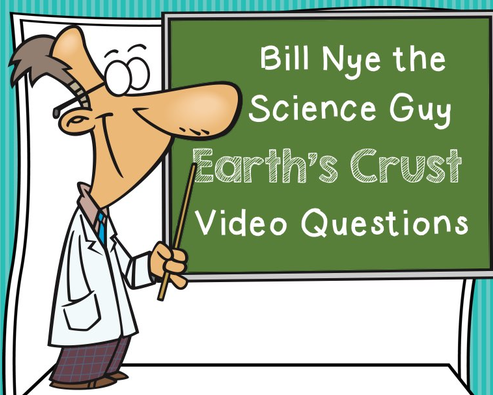 Bill Nye the
Science Guy
Earth's Crust
Video Questions